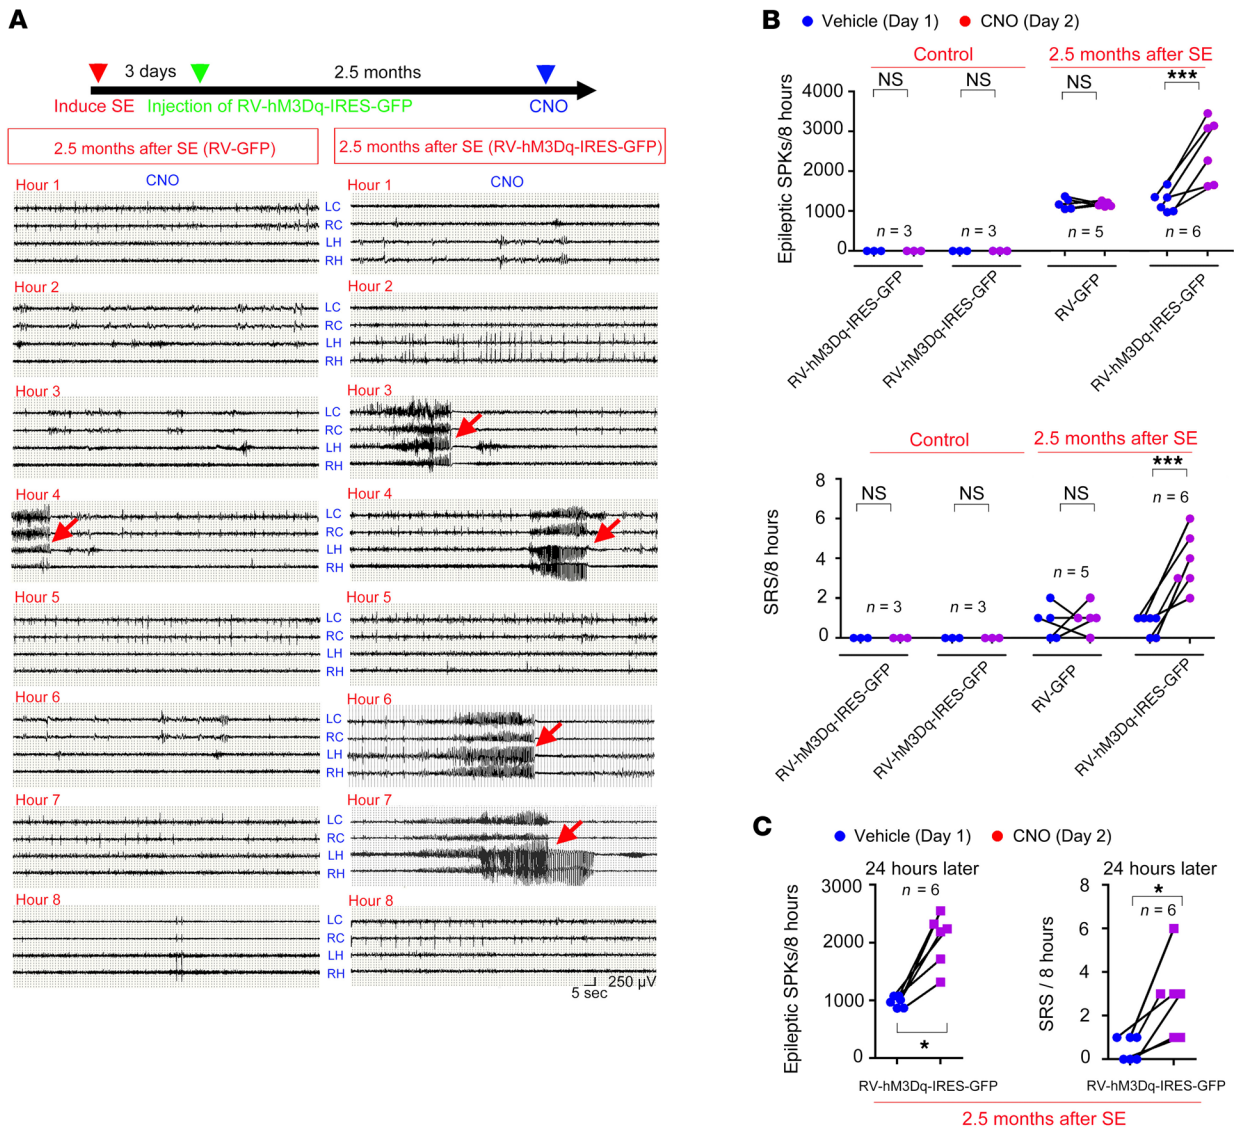 A
3 days
2.5 months
Induce SE
Injection of RV-hM3Dq-IRES-GFP
CNO
2.5 months after SE (RV-GFP)
2.5 months after SE (RV-hM3Dq-IRES-GFP)
CNO
CNO
Hour 1
Hour 1
LC
RC
LH
RH
Hour 2
Hour 2
LC
RC
LH
RH
Hour 3
Hour 3
LC
RC
LH
RH
Hour 4
Hour 4
LC
RC
LH
RH
Hour 5
Hour 5
LC
RC
LH
RH
Hour 6
Hour 6
LC
RC
LH
RH
Hour 7
Hour 7
LC
RC
LH
RH
Hour 8
Hour 8
LC
RC
LH
RH
250 µV
5 sec
B
Vehicle (Day 1)
CNO (Day 2)
Control
2.5 months after SE
NS
NS
NS
***
Epileptic SPKs/8 hours
4000
3000
2000
1000
0
n = 3
n = 3
n = 5
n = 6
RV-hM3Dq-IRES-GFP
RV-hM3Dq-IRES-GFP
RV-GFP
RV-hM3Dq-IRES-GFP
Control
2.5 months after SE
NS
NS
NS
***
SRS/8 hours
8
6
4
2
0
n = 3
n = 3
n = 5
n = 6
RV-hM3Dq-IRES-GFP
RV-hM3Dq-IRES-GFP
RV-GFP
RV-hM3Dq-IRES-GFP
C
Vehicle (Day 1)
CNO (Day 2)
24 hours later
n = 6
Epileptic SPKs/8 hours
3000
2000
1000
0
*
RV-hM3Dq-IRES-GFP
24 hours later
*
n = 6
SRS / 8 hours
8
6
4
2
0
RV-hM3Dq-IRES-GFP
2.5 months after SE